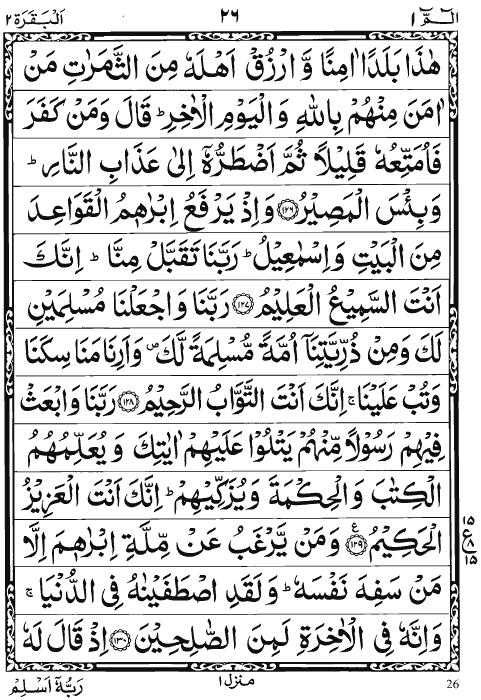 الٓمّٓ ١ ٢٦ اَلْبَقَرَة ٢
هٰذَا بَلَدًا اٰمِنًا وَّ ارْزُقْ اَهْلَهٗ مِنَ الثَّمَرٰتِ مَنْ
اٰمَنَ مِنْهُمْ بِاللّٰهِ وَ الْيَوْمِ الْاٰخِرِ ؕ قَالَ وَمَنْ كَفَرَ
فَاُمَتِّعُهٗ قَلِيْلًا ثُمَّ اَضْطَرُّهٗۤ اِلٰى عَذَابِ النَّارِ ؕ
وَ بِئْسَ الْمَصِيْرُ ﴿۱۲۶﴾ وَ اِذْ يَرْفَعُ اِبْرٰهٖمُ الْقَوَاعِدَ
مِنَ الْبَيْتِ وَ اِسْمٰعِيْلُ ؕ رَبَّنَا تَقَبَّلْ مِنَّا ؕ اِنَّكَ
اَنْتَ السَّمِيْعُ الْعَلِيْمُ ﴿۱۲۷﴾ رَبَّنَا وَ اجْعَلْنَا مُسْلِمَيْنِ
لَكَ وَ مِنْ ذُرِّيَّتِنَاۤ اُمَّةً مُّسْلِمَةً لَّكَ ۪ وَ اَرِنَا مَنَاسِكَنَا
وَ تُبْ عَلَيْنَا ۚ اِنَّكَ اَنْتَ التَّوَّابُ الرَّحِيْمُ ﴿۱۲۸﴾ رَبَّنَا وَ ابْعَثْ
فِيْهِمْ رَسُوْلًا مِّنْهُمْ يَتْلُوْا عَلَيْهِمْ اٰيٰتِكَ وَ يُعَلِّمُهُمُ
الْكِتٰبَ وَ الْحِكْمَةَ وَ يُزَكِّيْهِمْ ؕ اِنَّكَ اَنْتَ الْعَزِيْزُ
الْحَكِيْمُ ﴿۱۲۹﴾ ع وَ مَنْ يَّرْغَبُ عَنْ مِّلَّةِ اِبْرٰهٖمَ اِلَّا
مَنْ سَفِهَ نَفْسَهٗ ؕ وَ لَقَدِ اصْطَفَيْنٰهُ فِى الدُّنْيَا ۚ
وَ اِنَّهٗ فِى الْاٰخِرَةِ لَمِنَ الصّٰلِحِيْنَ ﴿۱۳۰﴾ اِذْ قَالَ لَهٗ
١٥
ع ٨
١٥
رَبُّهٗۤ اَسْلِمْ منزل ١ 26